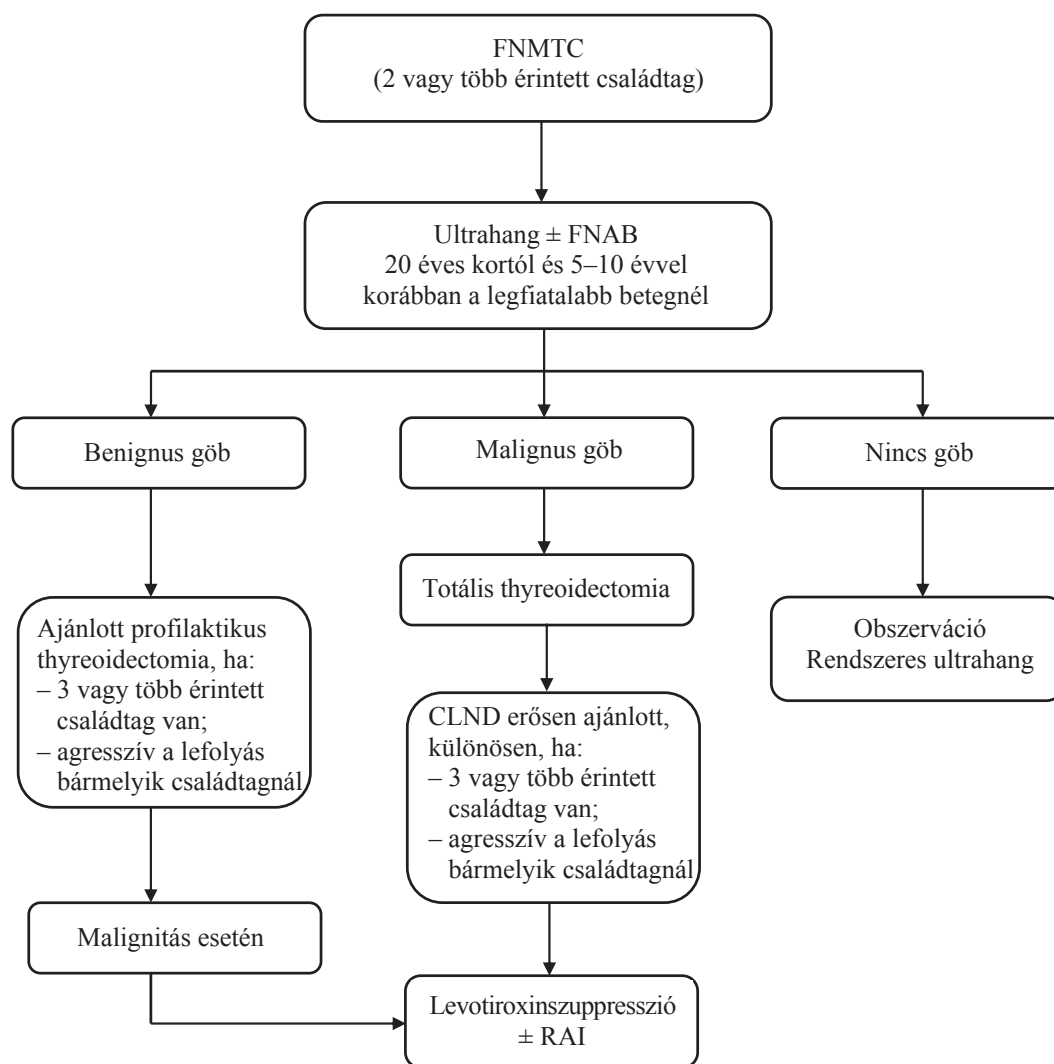 FNMTC
(2 vagy több érintett családtag)
Ultrahang ± FNAB
20 éves kortól és 5–10 évvel
korábban a legfiatalabb betegnél
Benignus göb
Malignus göb
Nincs göb
Ajánlott profilaktikus
thyreoidectomia, ha:
– 3 vagy több érintett
családtag van;
– agresszív a lefolyás
bármelyik családtagnál
Totális thyreoidectomia
Obszerváció
Rendszeres ultrahang
CLND erősen ajánlott,
különösen, ha:
– 3 vagy több érintett
családtag van;
– agresszív a lefolyás
bármelyik családtagnál
Malignitás esetén
Levotiroxinszuppresszió
± RAI